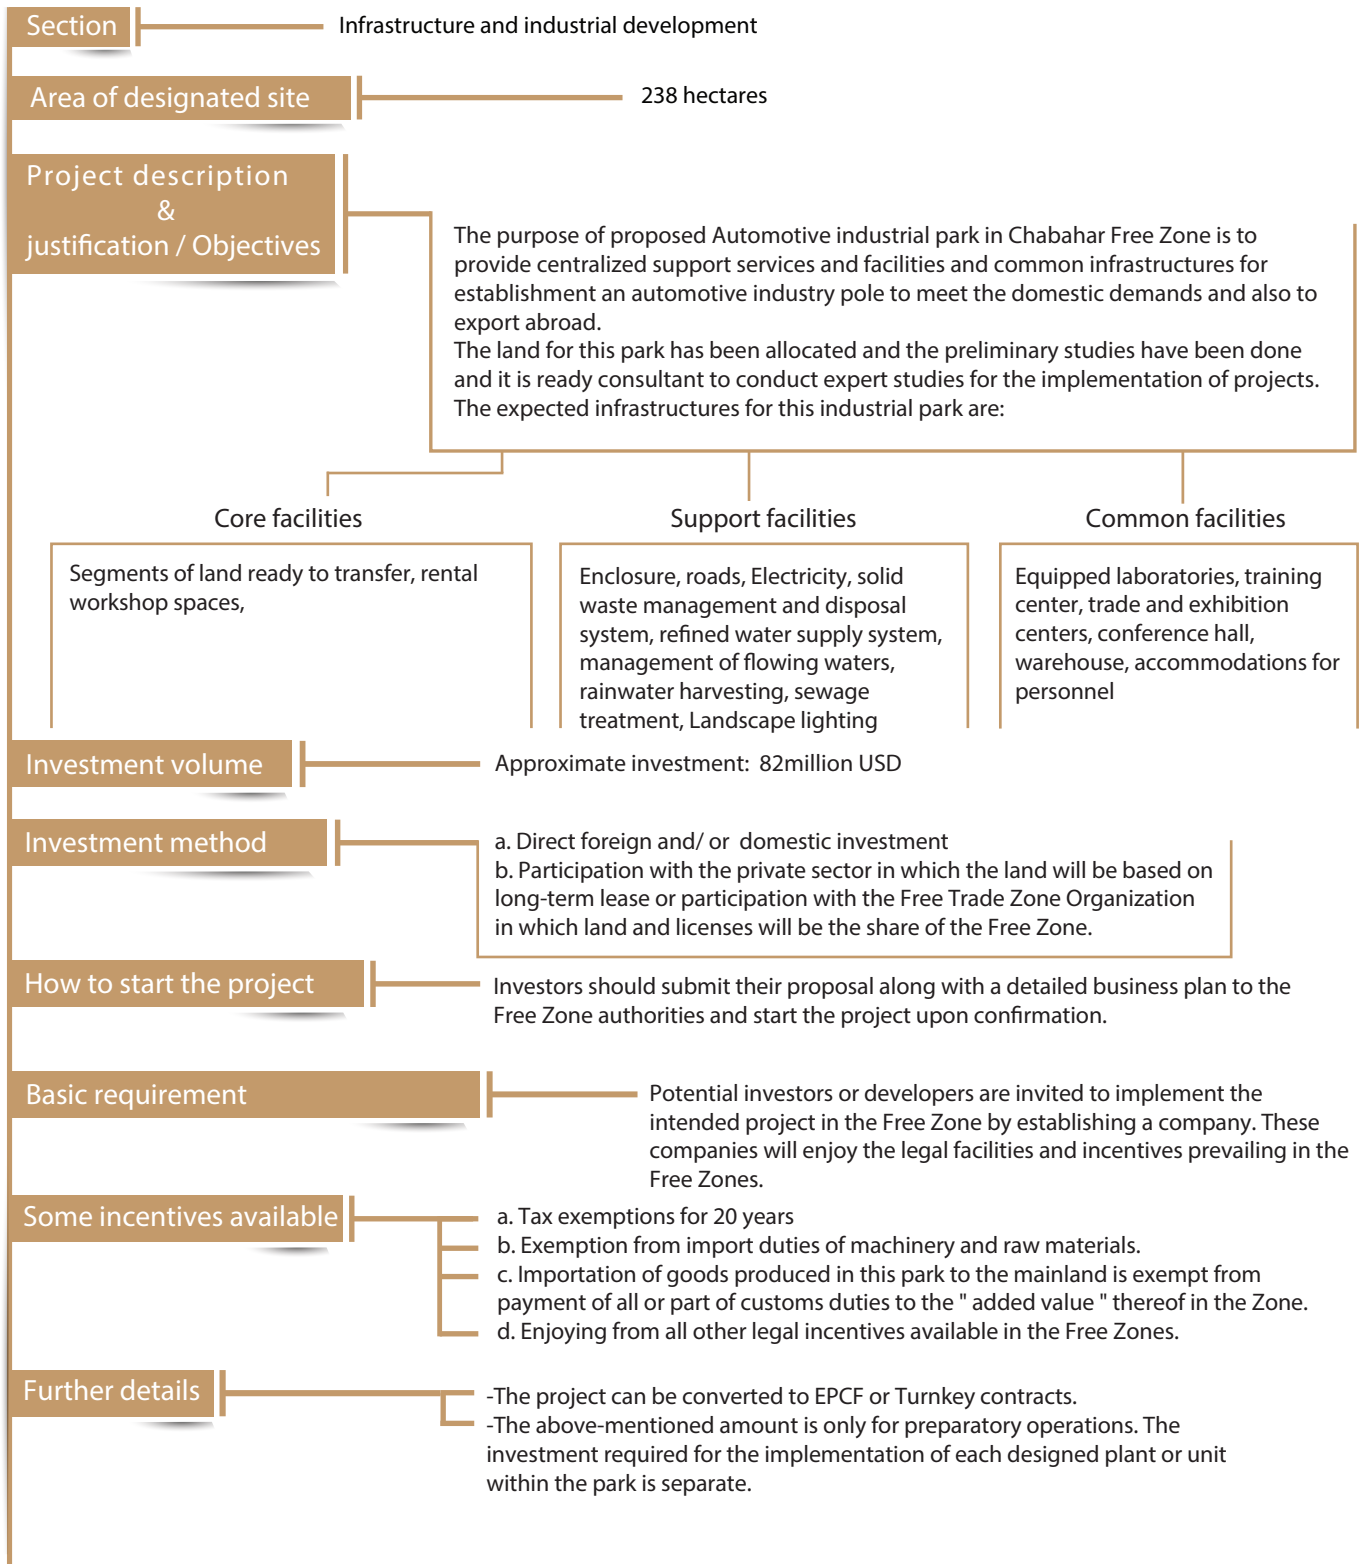 Section
Infrastructure and industrial development
Area of designated site
238 hectares
Project description
&
justification / Objectives
The purpose of proposed Automotive industrial park in Chabahar Free Zone is to
provide centralized support services and facilities and common infrastructures for
establishment an automotive industry pole to meet the domestic demands and also to
export abroad.
The land for this park has been allocated and the preliminary studies have been done
and it is ready consultant to conduct expert studies for the implementation of projects.
The expected infrastructures for this industrial park are:
Core facilities
Segments of land ready to transfer, rental
workshop spaces,
Support facilities
Enclosure, roads, Electricity, solid
waste management and disposal
system, refined water supply system,
management of flowing waters,
rainwater harvesting, sewage
treatment, Landscape lighting
Common facilities
Equipped laboratories, training
center, trade and exhibition
centers, conference hall,
warehouse, accommodations for
personnel
Investment volume
Approximate investment:  82million USD
Investment method
a. Direct foreign and/ or  domestic investment
b. Participation with the private sector in which the land will be based on
long-term lease or participation with the Free Trade Zone Organization
in which land and licenses will be the share of the Free Zone.
How to start the project
Investors should submit their proposal along with a detailed business plan to the
Free Zone authorities and start the project upon confirmation.
Basic requirement
Potential investors or developers are invited to implement the
intended project in the Free Zone by establishing a company. These
companies will enjoy the legal facilities and incentives prevailing in the
Free Zones.
Some incentives available
a. Tax exemptions for 20 years
b. Exemption from import duties of machinery and raw materials.
c. Importation of goods produced in this park to the mainland is exempt from
payment of all or part of customs duties to the " added value " thereof in the Zone.
d. Enjoying from all other legal incentives available in the Free Zones.
Further details
-The project can be converted to EPCF or Turnkey contracts.
-The above-mentioned amount is only for preparatory operations. The
investment required for the implementation of each designed plant or unit
within the park is separate.